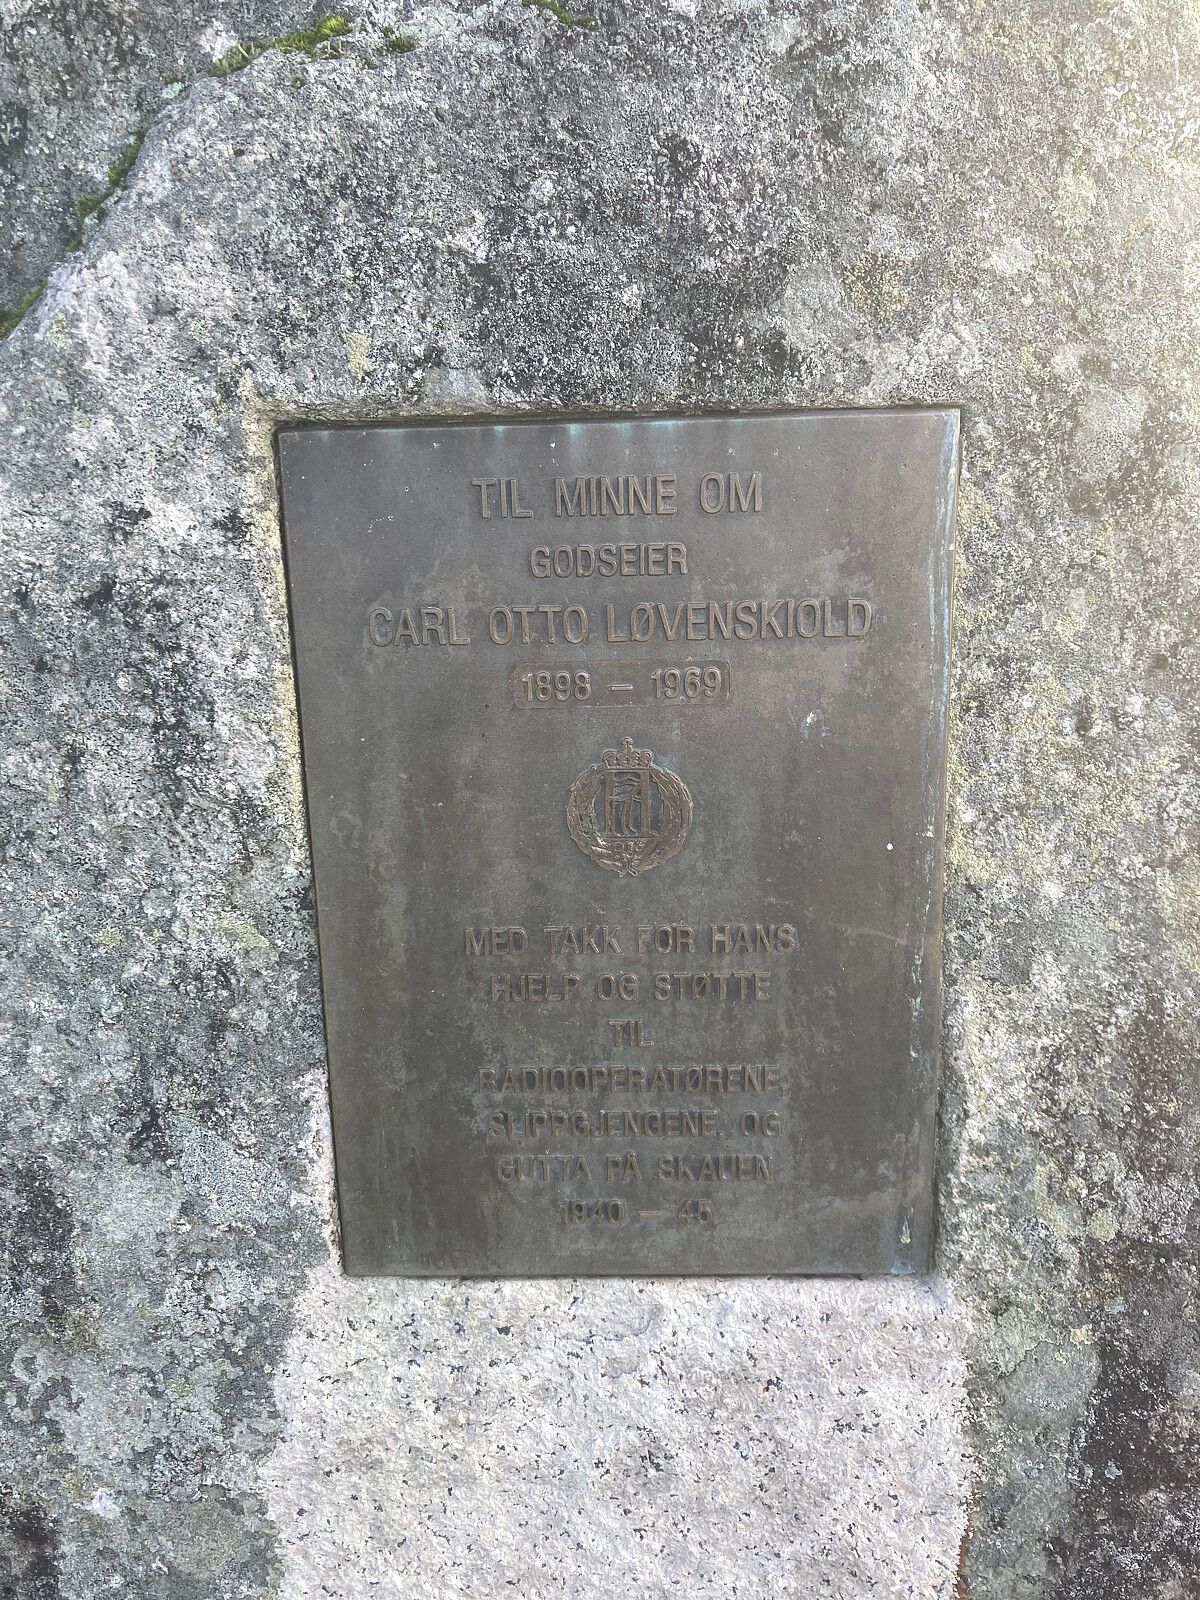 TIL MINNE OM
GODSEIER
CARL OTTO LØVENSKIOLD
1898 – 1969
MED TAKK FOR HANS
HJELP OG STØTTE
TIL
RADIOOPERATØRENE,
SLIPPGJENGENE, OG
GUTTA PÅ SKAUEN
1940 – 45